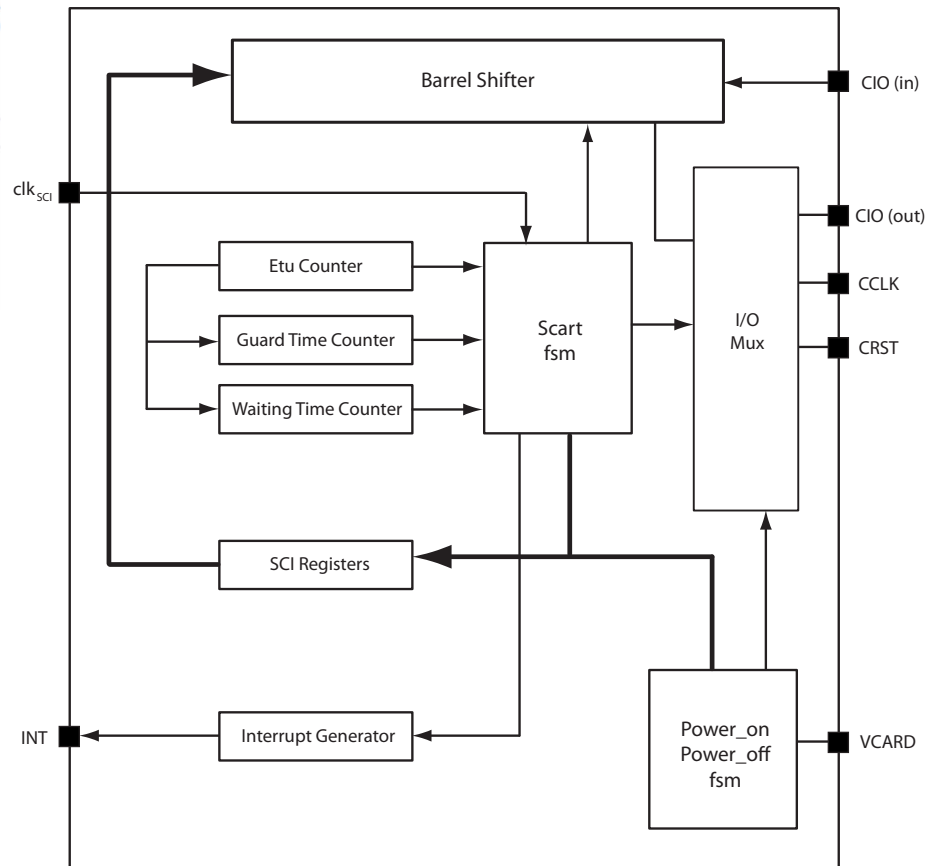 Barrel Shifter
CIO (in)
clkSCI
CIO (out)
Etu Counter
CCLK
Scart
fsm
I/O
Mux
Guard Time Counter
CRST
Waiting Time Counter
SCI Registers
INT
Interrupt Generator
Power_on
Power_off
fsm
VCARD